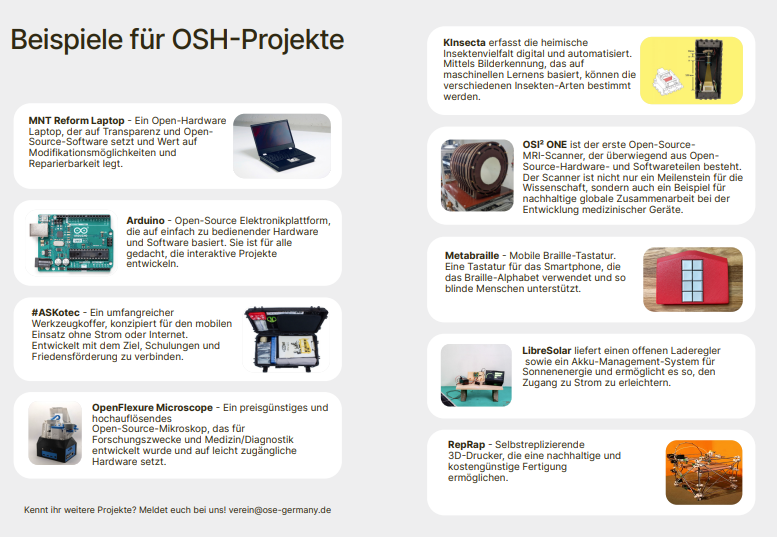 Beispiele für OSH-Projekte
MNT Reform Laptop - Ein Open-Hardware
Laptop, der auf Transparenz und Open-
Source-Software setzt und Wert auf
Modifikationsmöglichkeiten und
Reparierbarkeit legt.
Arduino - Open-Source Elektronikplattform,
die auf einfach zu bedienender Hardware
und Software basiert. Sie ist für alle
gedacht, die interaktive Projekte
entwickeln.
#ASKotec - Ein umfangreicher
Werkzeugkoffer, konzipiert für den mobilen
Einsatz ohne Strom oder Internet.
Entwickelt mit dem Ziel, Schulungen und
Friedensförderung zu verbinden.
OpenFlexure Microscope - Ein preisgünstiges und
hochauflösendes
Open-Source-Mikroskop, das für
Forschungszwecke und Medizin/Diagnostik
entwickelt wurde und auf leicht zugängliche
Hardware setzt.
Kennt ihr weitere Projekte? Meldet euch bei uns! verein@ose-germany.de
KInsecta erfasst die heimische
Insektenvielfalt digital und automatisiert.
Mittels Bilderkennung, das auf
maschinellen Lernens basiert, können die
verschiedenen Insekten-Arten bestimmt
werden.
OSI² ONE ist der erste Open-Source-
MRI-Scanner, der überwiegend aus Open-
Source-Hardware- und Softwareteilen besteht.
Der Scanner ist nicht nur ein Meilenstein für die
Wissenschaft, sondern auch ein Beispiel für
nachhaltige globale Zusammenarbeit bei der
Entwicklung medizinischer Geräte.
Metabraille - Mobile Braille-Tastatur.
Eine Tastatur für das Smartphone, die
das Braille-Alphabet verwendet und so
blinde Menschen unterstützt.
LibreSolar liefert einen offenen Laderegler
sowie ein Akku-Management-System für
Sonnenenergie und ermöglicht es so, den
Zugang zu Strom zu erleichtern.
RepRap - Selbstreplizierende
3D-Drucker, die eine nachhaltige und
kostengünstige Fertigung
ermöglichen.